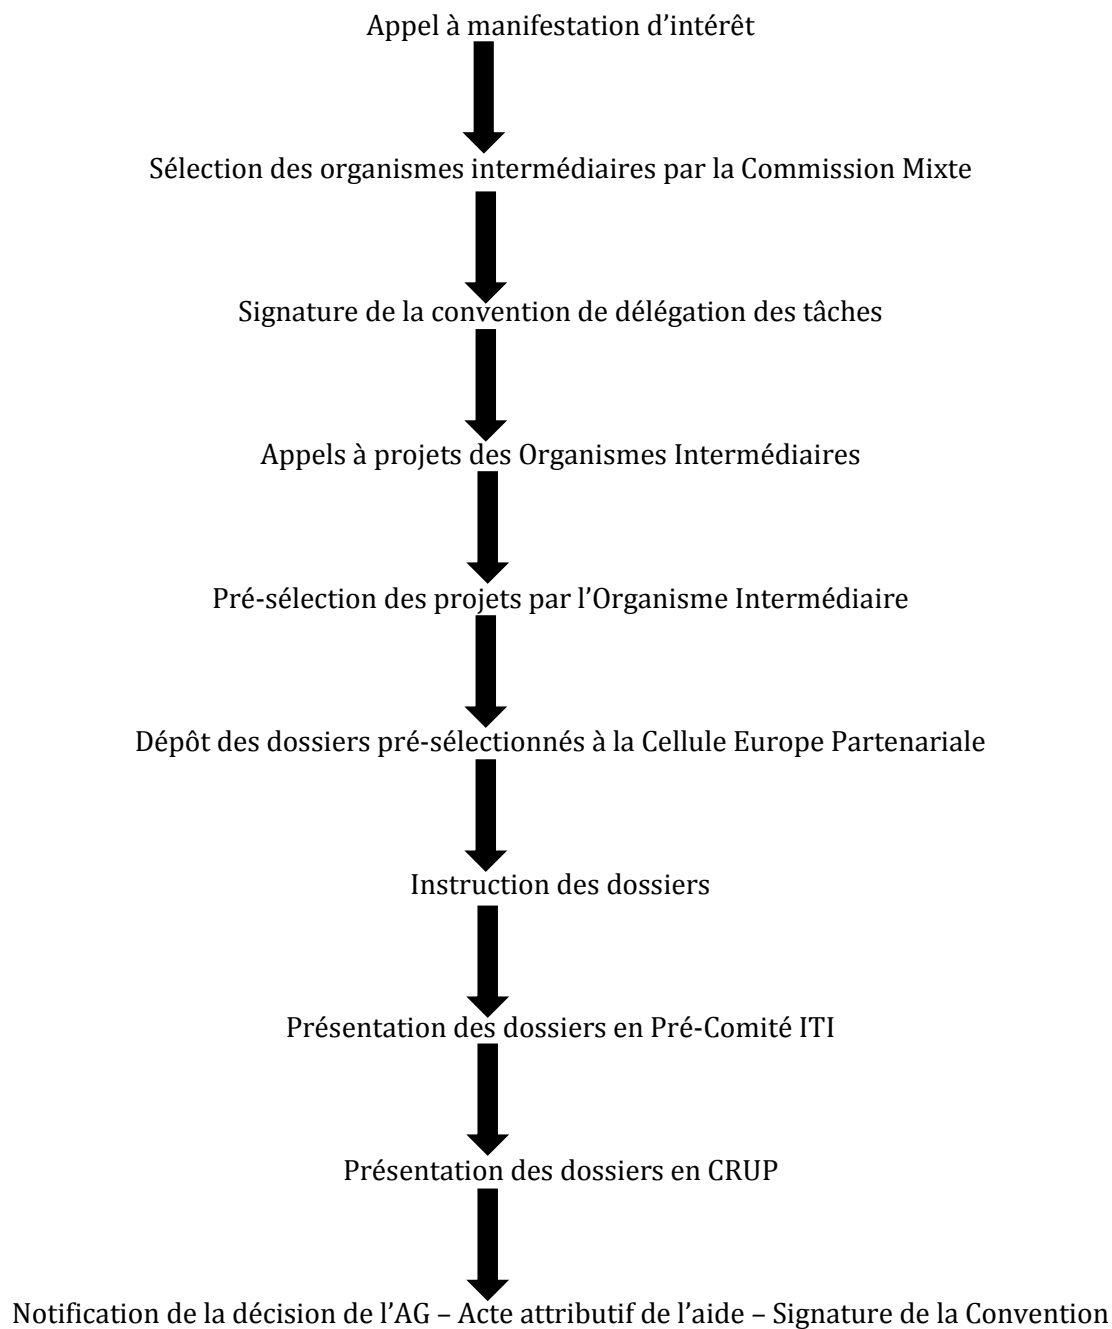 Appel à manifestation d’intérêt
Sélection des organismes intermédiaires par la Commission Mixte
Signature de la convention de délégation des tâches
Appels à projets des Organismes Intermédiaires
Pré-sélection des projets par l’Organisme Intermédiaire
Dépôt des dossiers pré-sélectionnés à la Cellule Europe Partenariale
Instruction des dossiers
Présentation des dossiers en Pré-Comité ITI
Présentation des dossiers en CRUP
Notification de la décision de l’AG – Acte attributif de l’aide – Signature de la Convention